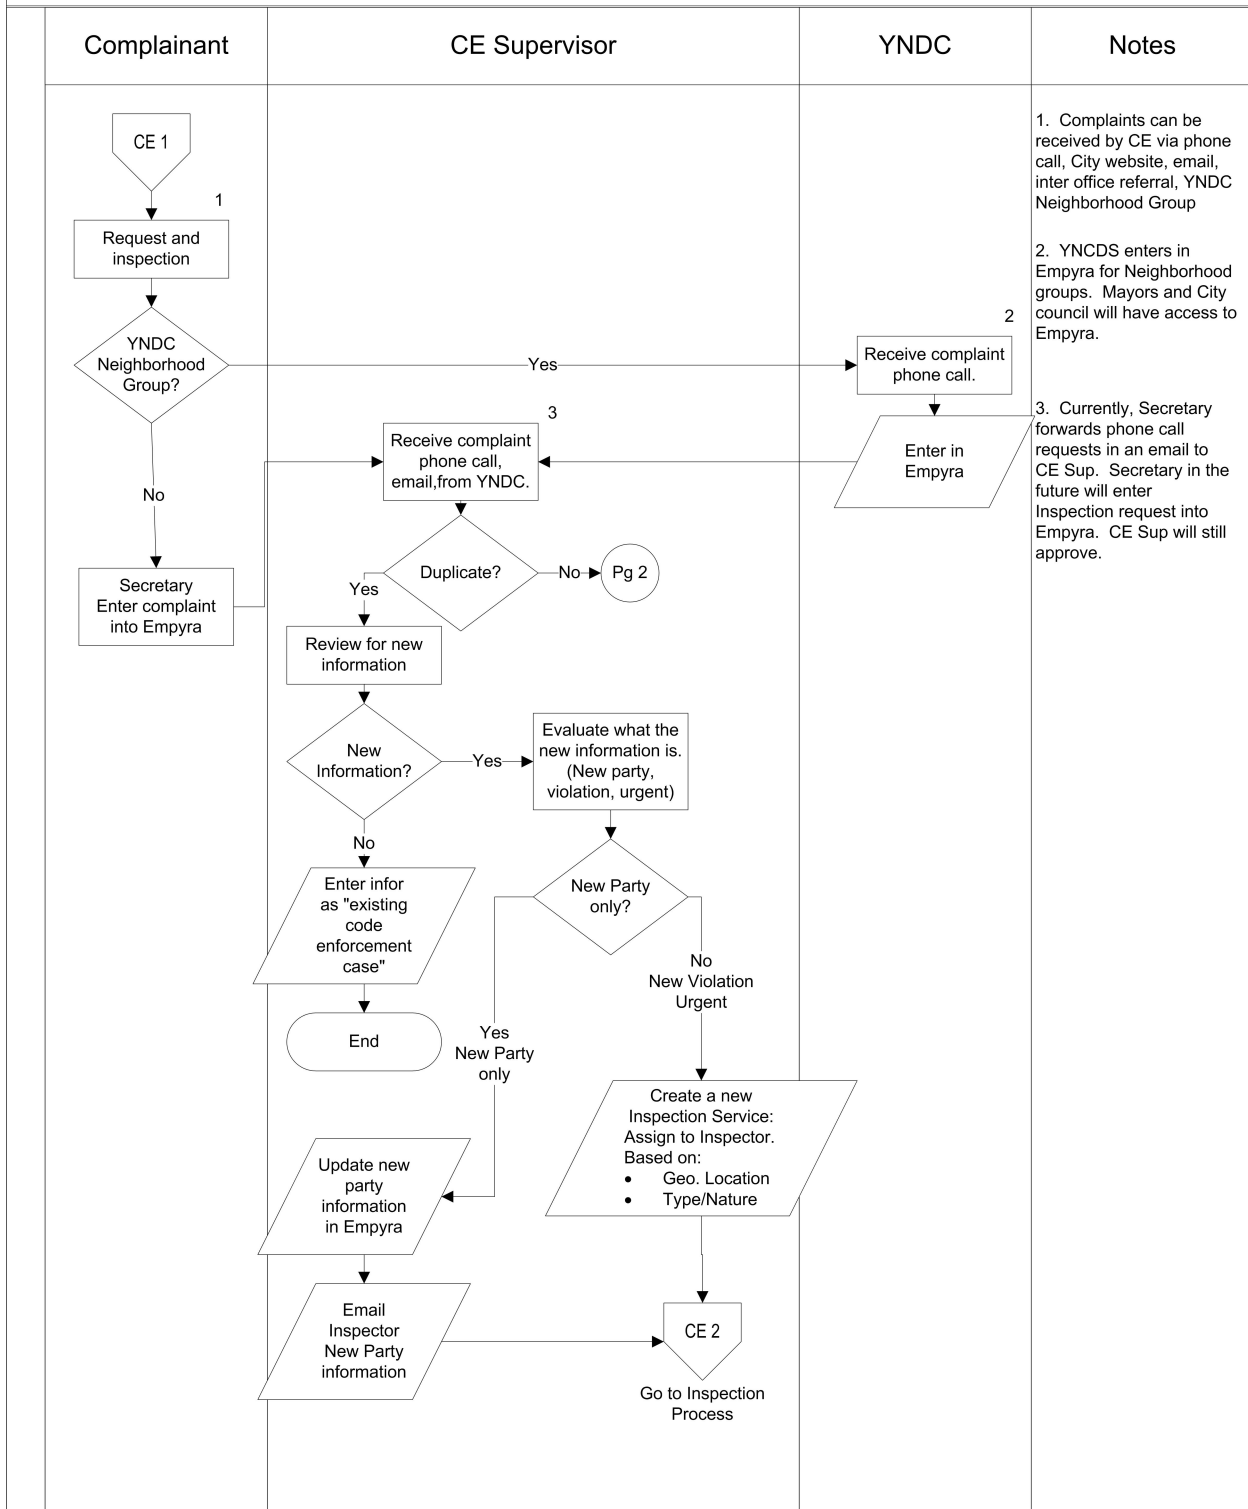 Complainant
CE Supervisor
YNDC
Notes
CE 1
1
Request and
inspection
YNDC
Neighborhood
Group?
Yes
No
Secretary
Enter complaint
into Empyra
2
Receive complaint
phone call.
Enter in
Empyra
3
Receive complaint
phone call,
email,from YNDC.
Duplicate?
No
Pg 2
Yes
Review for new
information
New
Information?
Yes
Evaluate what the
new information is.
(New party,
violation, urgent)
No
Enter infor
as "existing
code
enforcement
case"
End
New Party
only?
No
New Violation
Urgent
Yes
New Party
only
Create a new
Inspection Service:
Assign to Inspector.
Based on:
● Geo. Location
● Type/Nature
Update new
party
information
in Empyra
Email
Inspector
New Party
information
CE 2
Go to Inspection
Process
1. Complaints can be
received by CE via phone
call, City website, email,
inter office referral, YNDC
Neighborhood Group
2. YNCDS enters in
Empyra for Neighborhood
groups. Mayors and City
council will have access to
Empyra.
3. Currently, Secretary
forwards phone call
requests in an email to
CE Sup. Secretary in the
future will enter
Inspection request into
Empyra. CE Sup will still
approve.